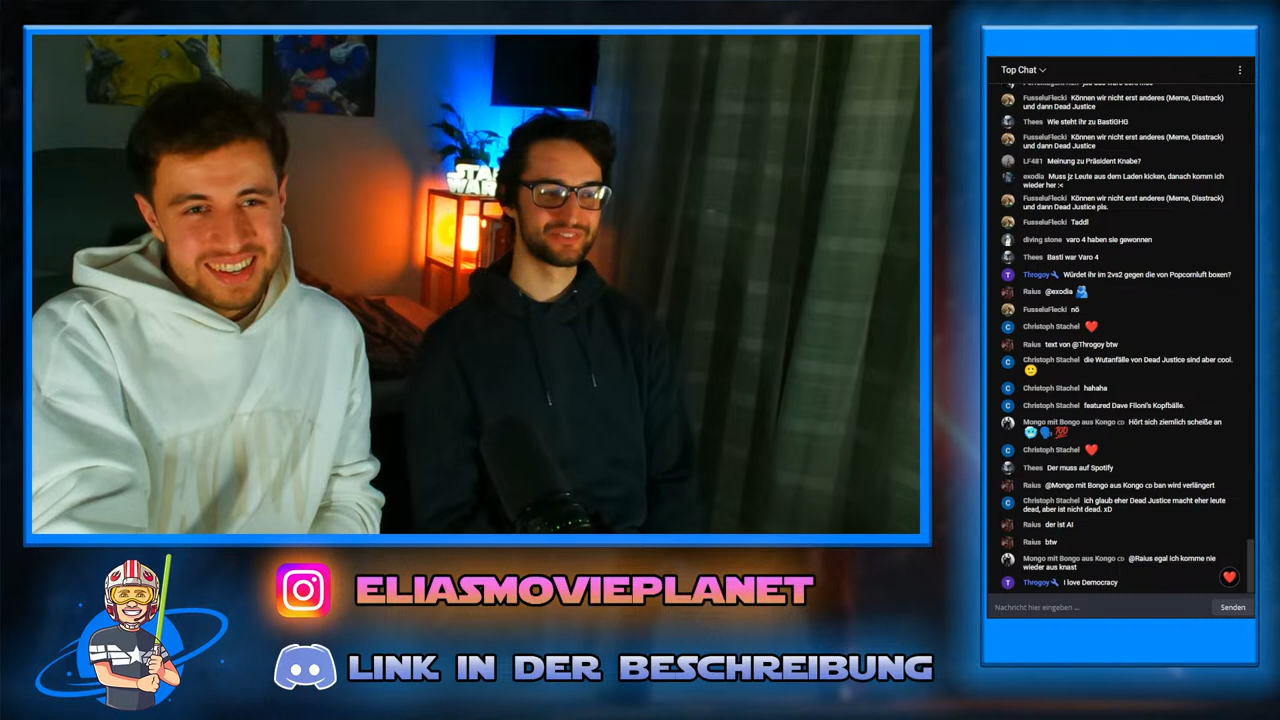 STAR
WARS
ELIASMOVIEPLANET
LINK IN DER BESCHREIBUNG
Top Chat
FusseluFlecki Können wir nicht erst anderes (Meme, Disstrack)
und dann Dead Justice
Thees Wie steht ihr zu BastiGHG
FusseluFlecki Können wir nicht erst anderes (Meme, Disstrack)
und dann Dead Justice
LF481 Meinung zu Präsident Knabe?
exodia Muss jz Leute aus dem Laden kicken, danach komm ich
wieder her :<
FusseluFlecki Können wir nicht erst anderes (Meme, Disstrack)
und dann Dead Justice pls.
FusseluFlecki Taddl
diving stone varo 4 haben sie gewonnen
Thees Basti war Varo 4
T Throgoy Würdet ihr im 2vs2 gegen die von Popcornluft boxen?
Raius @exodia 🫂
FusseluFlecki nö
C Christoph Stachel ❤️
Raius text von @Throgoy btw
C Christoph Stachel die Wutanfälle von Dead Justice sind aber cool.
🙂
C Christoph Stachel hahaha
C Christoph Stachel featured Dave Filoni's Kopfbälle.
Mongo mit Bongo aus Kongo CD Hört sich ziemlich scheiße an
🥶🗣️💯
C Christoph Stachel ❤️
Thees Der muss auf Spotify
Raius @Mongo mit Bongo aus Kongo CD ban wird verlängert
C Christoph Stachel ich glaub eher Dead Justice macht eher leute
dead, aber ist nicht dead. xD
Raius der ist AI
Raius btw
Mongo mit Bongo aus Kongo CD @Raius egal ich komme nie
wieder aus knast
T Throgoy I love Democracy
Nachricht hier eingeben ...
Senden